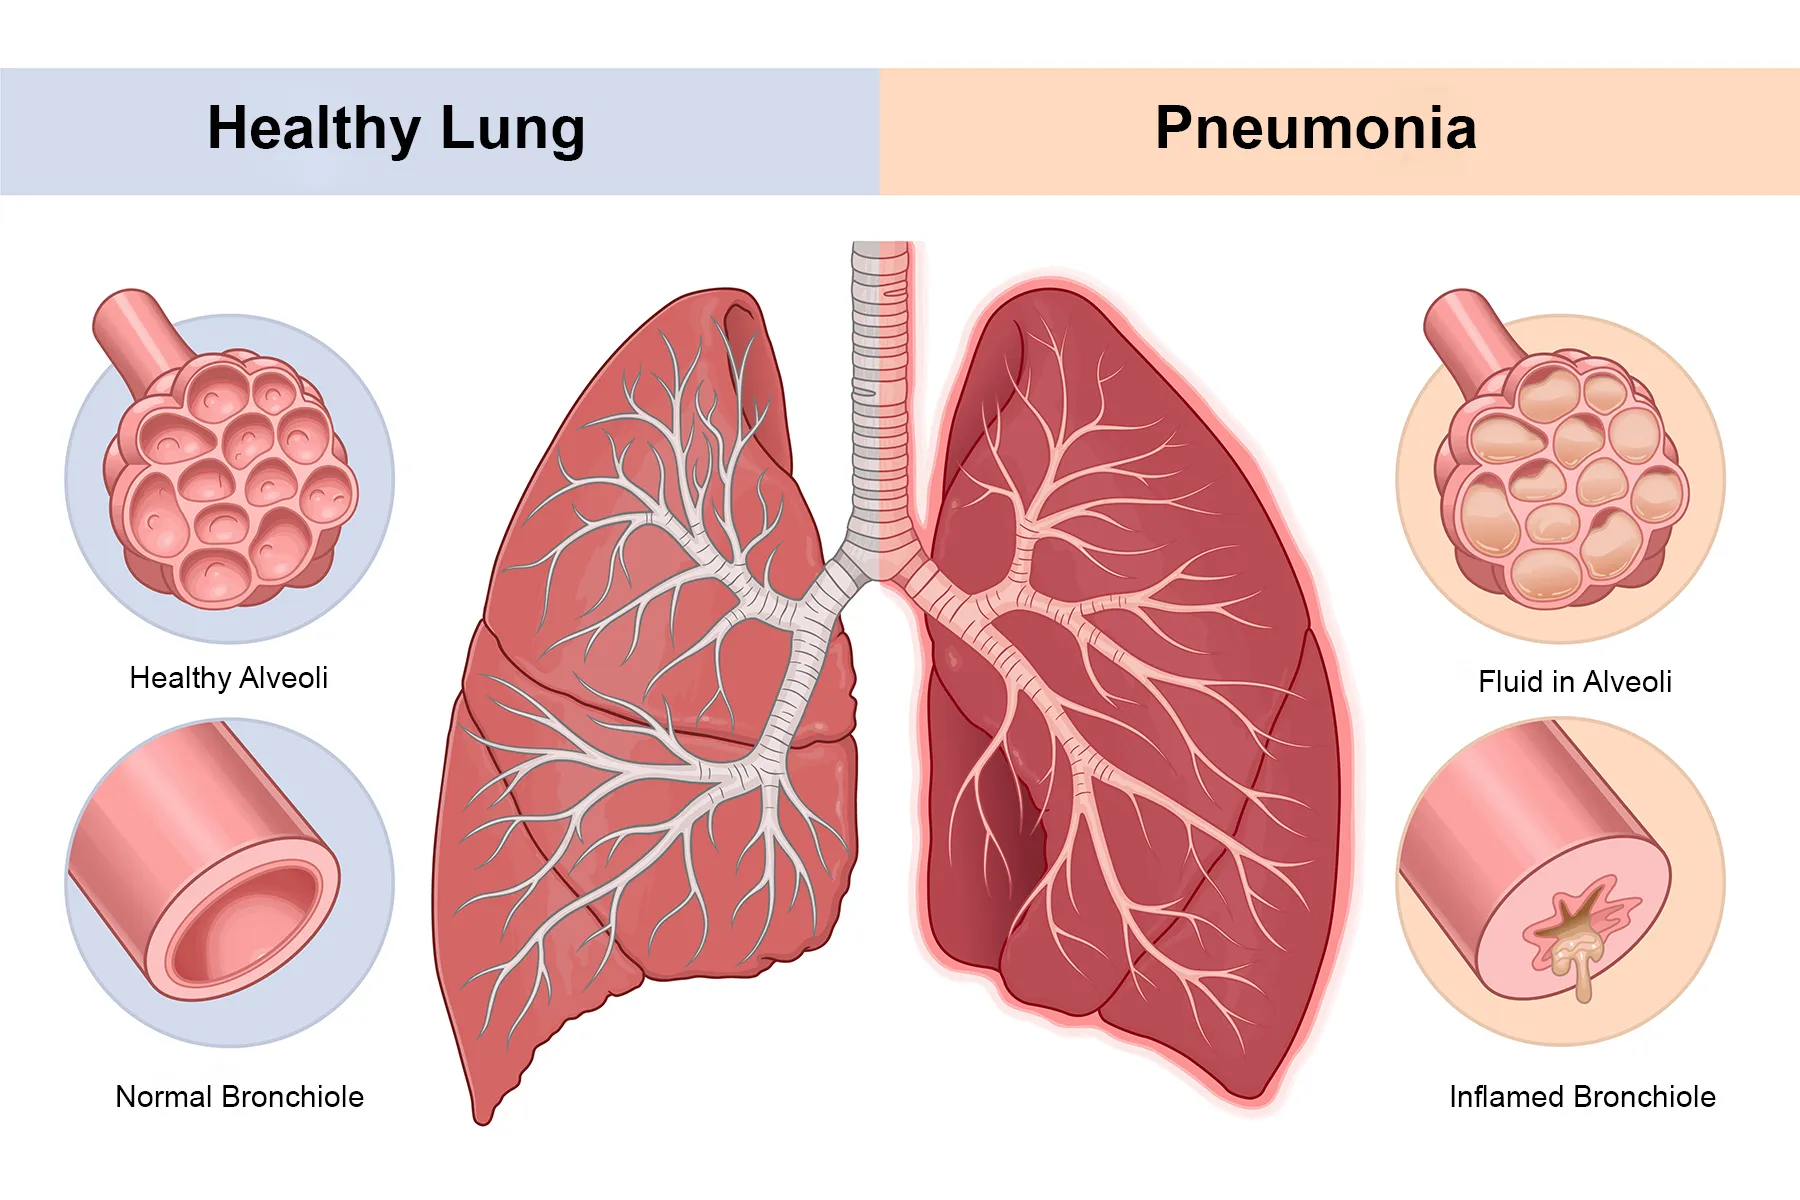 Healthy Lung
Pneumonia
Healthy Alveoli
Fluid in Alveoli
Normal Bronchiole
Inflamed Bronchiole